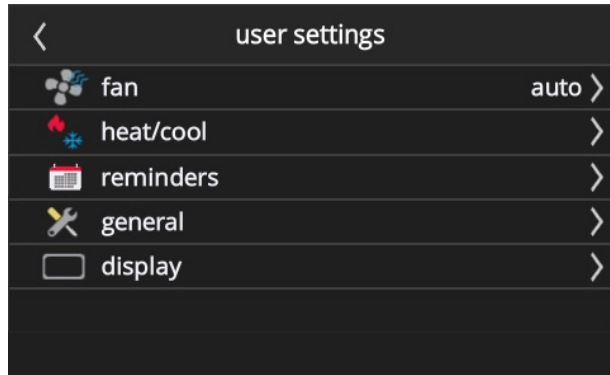 user settings
fan auto
heat/cool
reminders
general
display